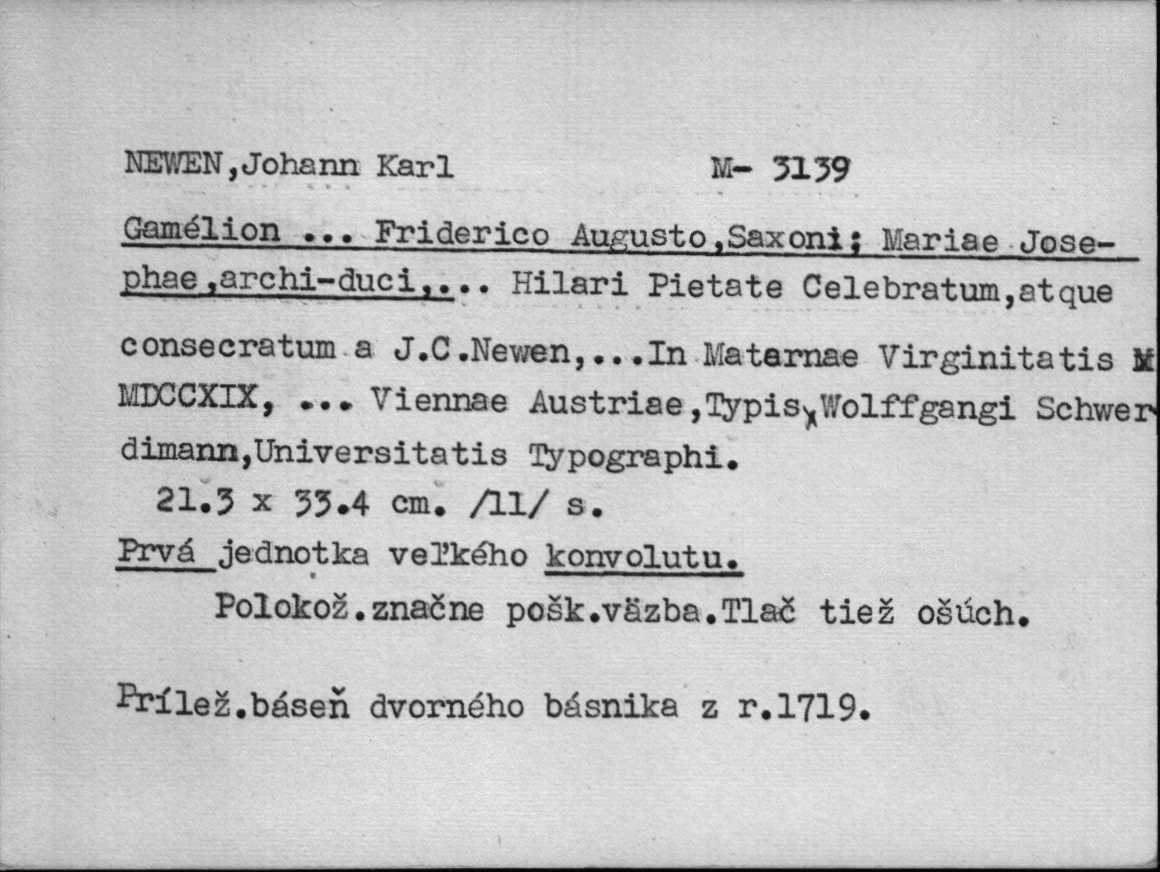 NEWEN,Johann Karl M- 3139
Gamélion ... Friderico Augusto,Saxoni; Mariae Jose-
phae,archi-duci,... Hilari Pietate Celebratum,atque
consecratum a J.C.Newen,...In Maternae Virginitatis M
MDCCXIX, ... Viennae Austriae,Typis,Wolffgangi Schwer-
dimann,Universitatis Typographi.
21.3 x 33.4 cm. /11/ s.
Prvá jednotka veľkého konvolutu.
Polokož.značne pošk.väzba.Tlač tiež ošúch.
Prílež.báseň dvorného básnika z r.1719.